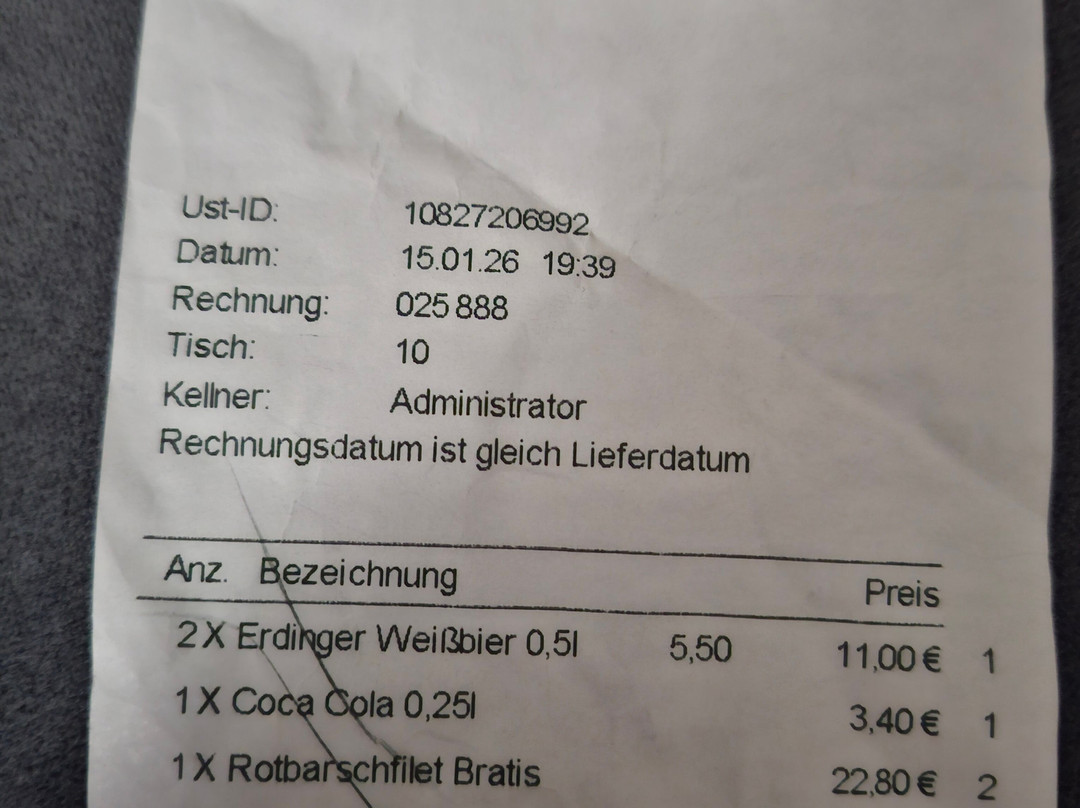 Ust-ID: 10827206992
Datum: 15.01.26 19:39
Rechnung: 025 888
Tisch: 10
Kellner: Administrator
Rechnungsdatum ist gleich Lieferdatum
Anz. Bezeichnung Preis
2 X Erdinger Weißbier 0,5l 5,50 11,00 € 1
1 X Coca Cola 0,25l 3,40 € 1
1 X Rotbarschfilet Bratis 22,80 € 2